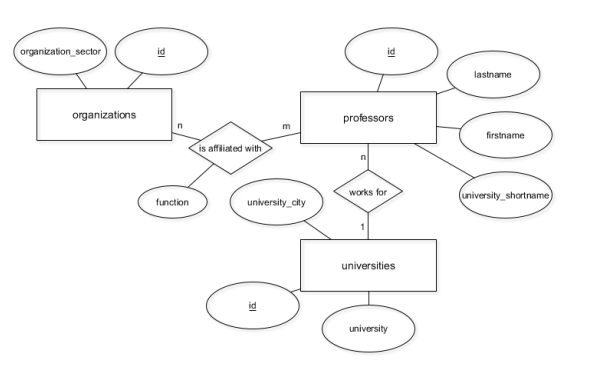 organization_sector
id
id
lastname
organizations
professors
n
m
firstname
is affiliated with
n
works for
university_shortname
function
university_city
1
universities
id
university